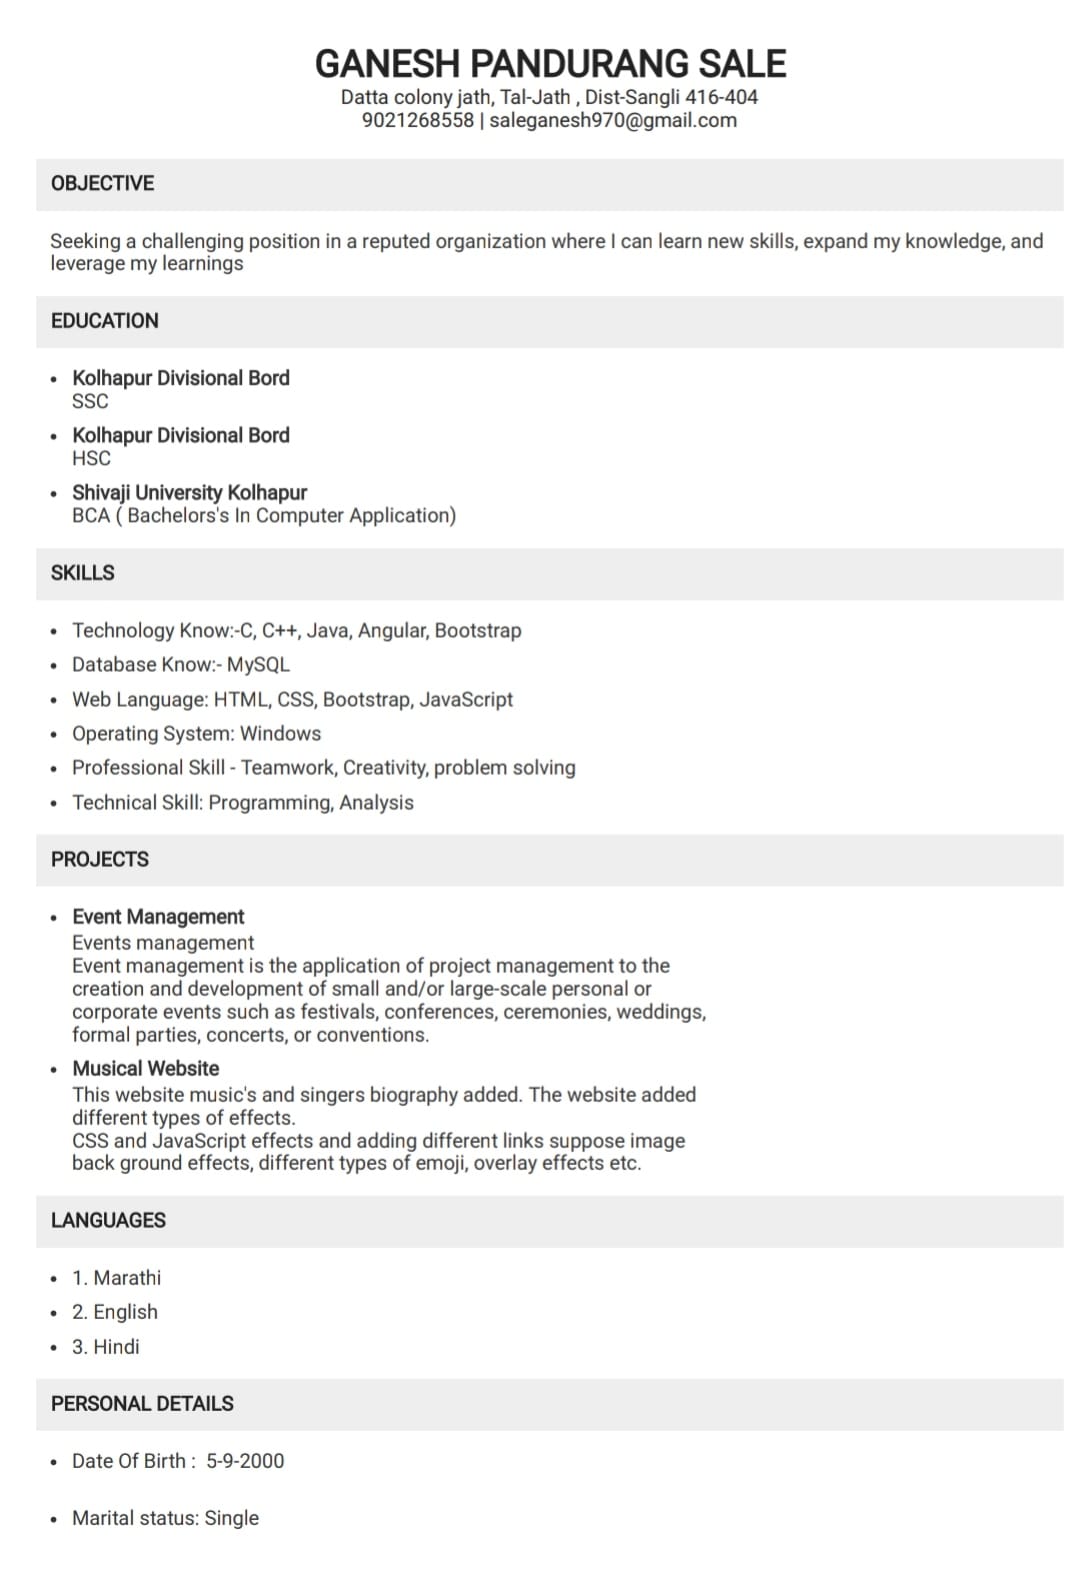 GANESH PANDURANG SALE
Datta colony jath, Tal-Jath , Dist-Sangli 416-404
9021268558 | saleganesh970@gmail.com
OBJECTIVE
Seeking a challenging position in a reputed organization where I can learn new skills, expand my knowledge, and
leverage my learnings
EDUCATION
• Kolhapur Divisional Bord
SSC
• Kolhapur Divisional Bord
HSC
• Shivaji University Kolhapur
BCA ( Bachelors's In Computer Application)
SKILLS
• Technology Know:-C, C++, Java, Angular, Bootstrap
• Database Know:- MySQL
• Web Language: HTML, CSS, Bootstrap, JavaScript
• Operating System: Windows
• Professional Skill - Teamwork, Creativity, problem solving
• Technical Skill: Programming, Analysis
PROJECTS
• Event Management
Events management
Event management is the application of project management to the
creation and development of small and/or large-scale personal or
corporate events such as festivals, conferences, ceremonies, weddings,
formal parties, concerts, or conventions.
• Musical Website
This website music's and singers biography added. The website added
different types of effects.
CSS and JavaScript effects and adding different links suppose image
back ground effects, different types of emoji, overlay effects etc.
LANGUAGES
• 1. Marathi
• 2. English
• 3. Hindi
PERSONAL DETAILS
• Date Of Birth : 5-9-2000
• Marital status: Single